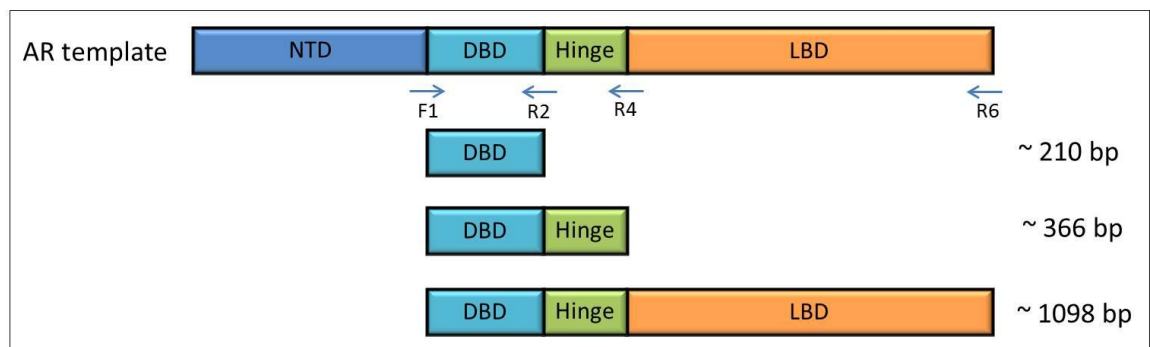 AR template NTD DBD Hinge LBD
F1 R2 R4 R6
DBD ~ 210 bp
DBD Hinge ~ 366 bp
DBD Hinge LBD ~ 1098 bp